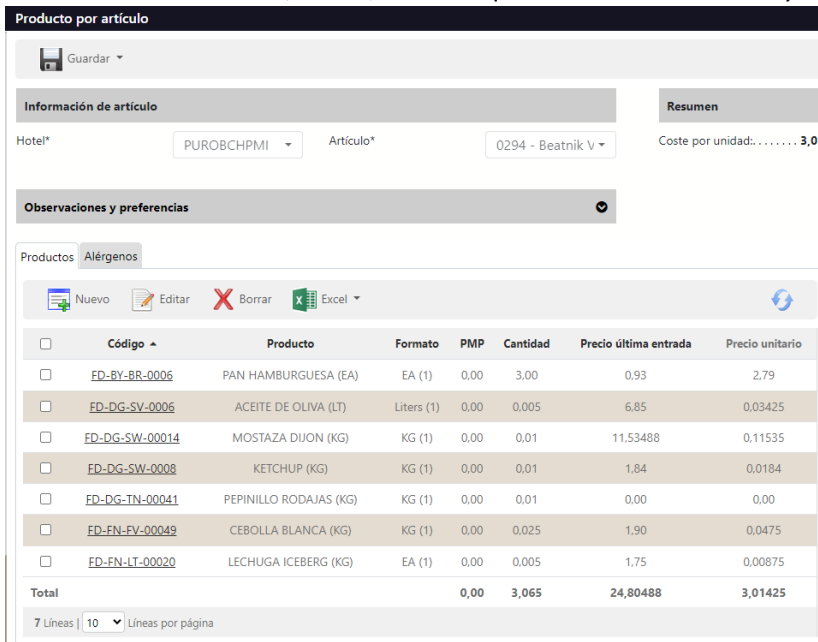 Producto por artículo
Guardar
Información de artículo
Resumen
Hotel* PUROBCHPMI Artículo* 0294 - Beatnik V Coste por unidad:. . . . . . . . 3,0
Observaciones y preferencias
Productos Alérgenos
Nuevo Editar Borrar Excel
Código Producto Formato PMP Cantidad Precio última entrada Precio unitario
FD-BY-BR-0006 PAN HAMBURGUESA (EA) EA (1) 0,00 3,00 0,93 2,79
FD-DG-SV-0006 ACEITE DE OLIVA (LT) Liters (1) 0,00 0,005 6,85 0,03425
FD-DG-SW-00014 MOSTAZA DIJON (KG) KG (1) 0,00 0,01 11,53488 0,11535
FD-DG-SW-0008 KETCHUP (KG) KG (1) 0,00 0,01 1,84 0,0184
FD-DG-TN-00041 PEPINILLO RODAJAS (KG) KG (1) 0,00 0,01 0,00 0,00
FD-FN-FV-00049 CEBOLLA BLANCA (KG) KG (1) 0,00 0,025 1,90 0,0475
FD-FN-LT-00020 LECHUGA ICEBERG (KG) EA (1) 0,00 0,005 1,75 0,00875
Total 0,00 3,065 24,80488 3,01425
7 Líneas | 10 Líneas por página